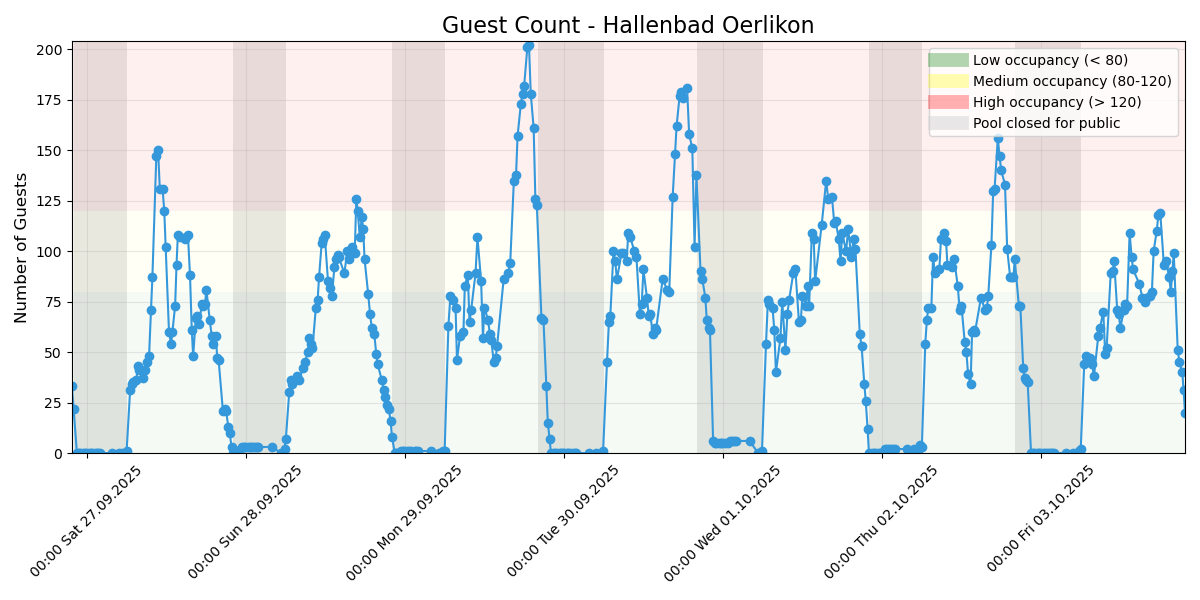 Guest Count - Hallenbad Oerlikon
Number of Guests
200
175
150
125
100
75
50
25
0
Low occupancy (< 80)
Medium occupancy (80-120)
High occupancy (> 120)
Pool closed for public
00:00 Sat 27.09.2025
00:00 Sun 28.09.2025
00:00 Mon 29.09.2025
00:00 Tue 30.09.2025
00:00 Wed 01.10.2025
00:00 Thu 02.10.2025
00:00 Fri 03.10.2025